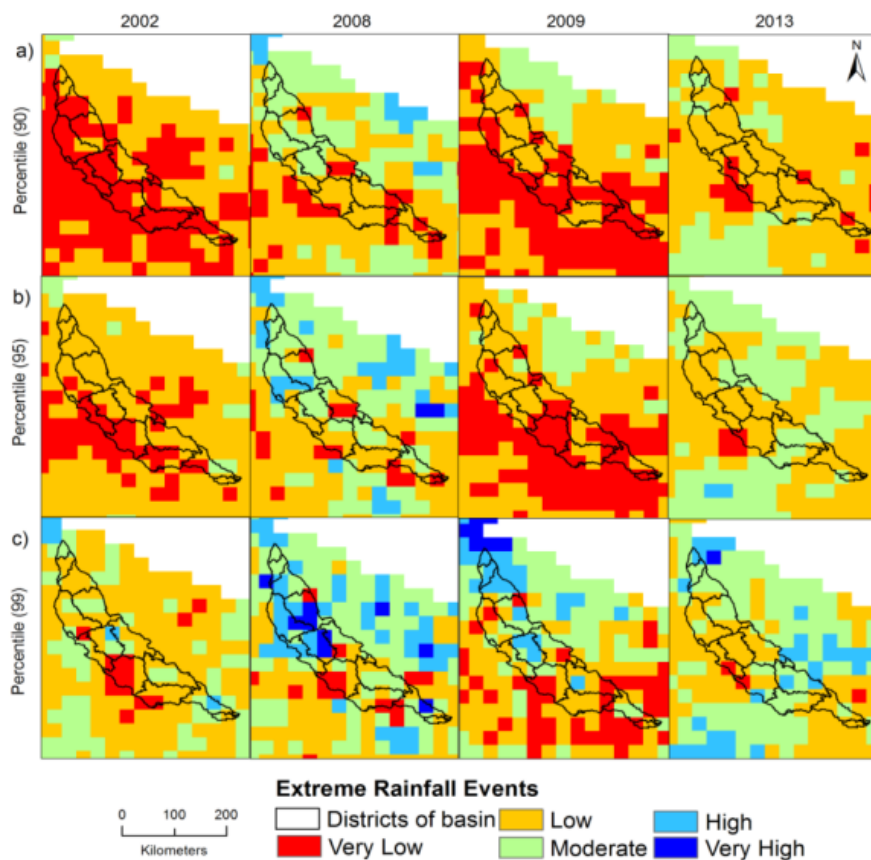 2002 2008 2009 2013
a) Percentile (90)
N
b) Percentile (95)
c) Percentile (99)
Extreme Rainfall Events
0 100 200
Kilometers
Districts of basin Low High
Very Low Moderate Very High